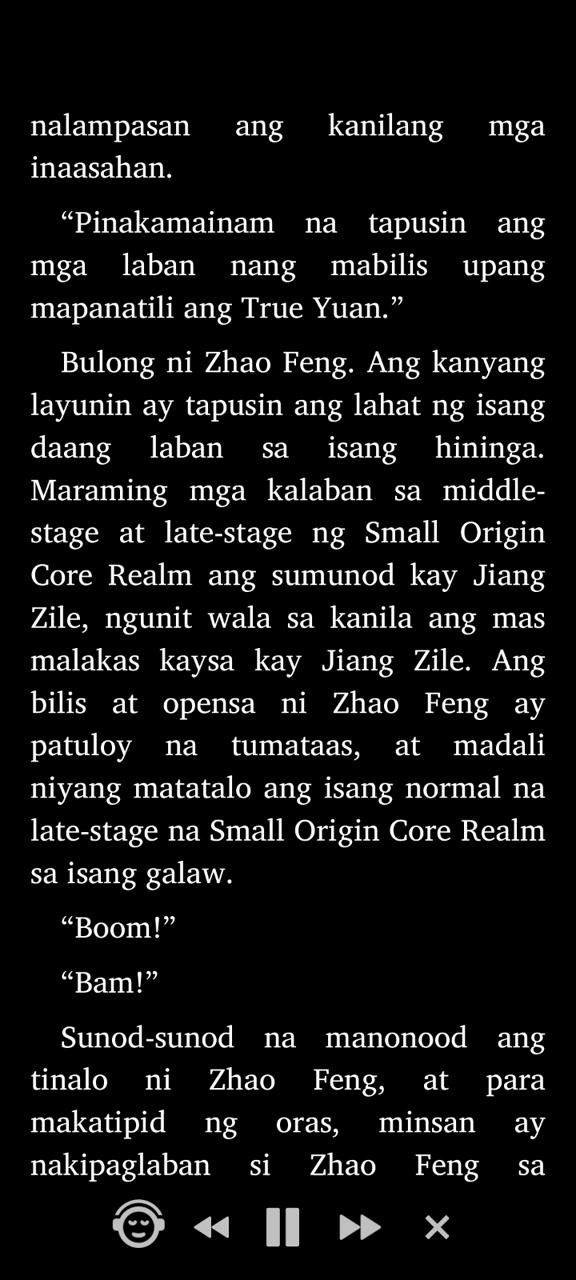 nalampasan ang kanilang mga
inaasahan.
“Pinakamainam na tapusin ang
mga laban nang mabilis upang
mapanatili ang True Yuan.”
Bulong ni Zhao Feng. Ang kanyang
layunin ay tapusin ang lahat ng isang
daang laban sa isang hininga.
Maraming mga kalaban sa middle-
stage at late-stage ng Small Origin
Core Realm ang sumunod kay Jiang
Zile, ngunit wala sa kanila ang mas
malakas kaysa kay Jiang Zile. Ang
bilis at opensa ni Zhao Feng ay
patuloy na tumataas, at madali
niyang matatalo ang isang normal na
late-stage na Small Origin Core Realm
sa isang galaw.
“Boom!”
“Bam!”
Sunod-sunod na manonood ang
tinalo ni Zhao Feng, at para
makatipid ng oras, minsan ay
nakipaglaban si Zhao Feng sa